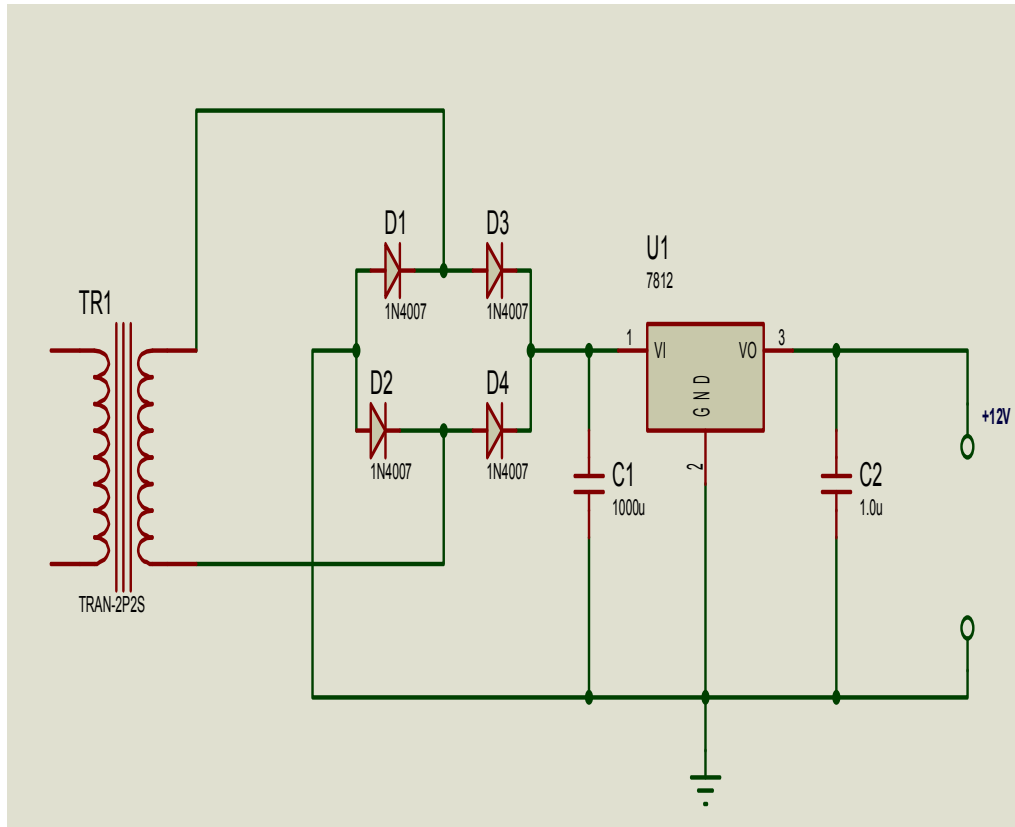 D1
D3
1N4007
1N4007
U1
7812
TR1
TRAN-2P2S
D2
D4
1N4007
1N4007
1
VI
VO
3
GND
2
C1
1000u
C2
1.0u
+12V